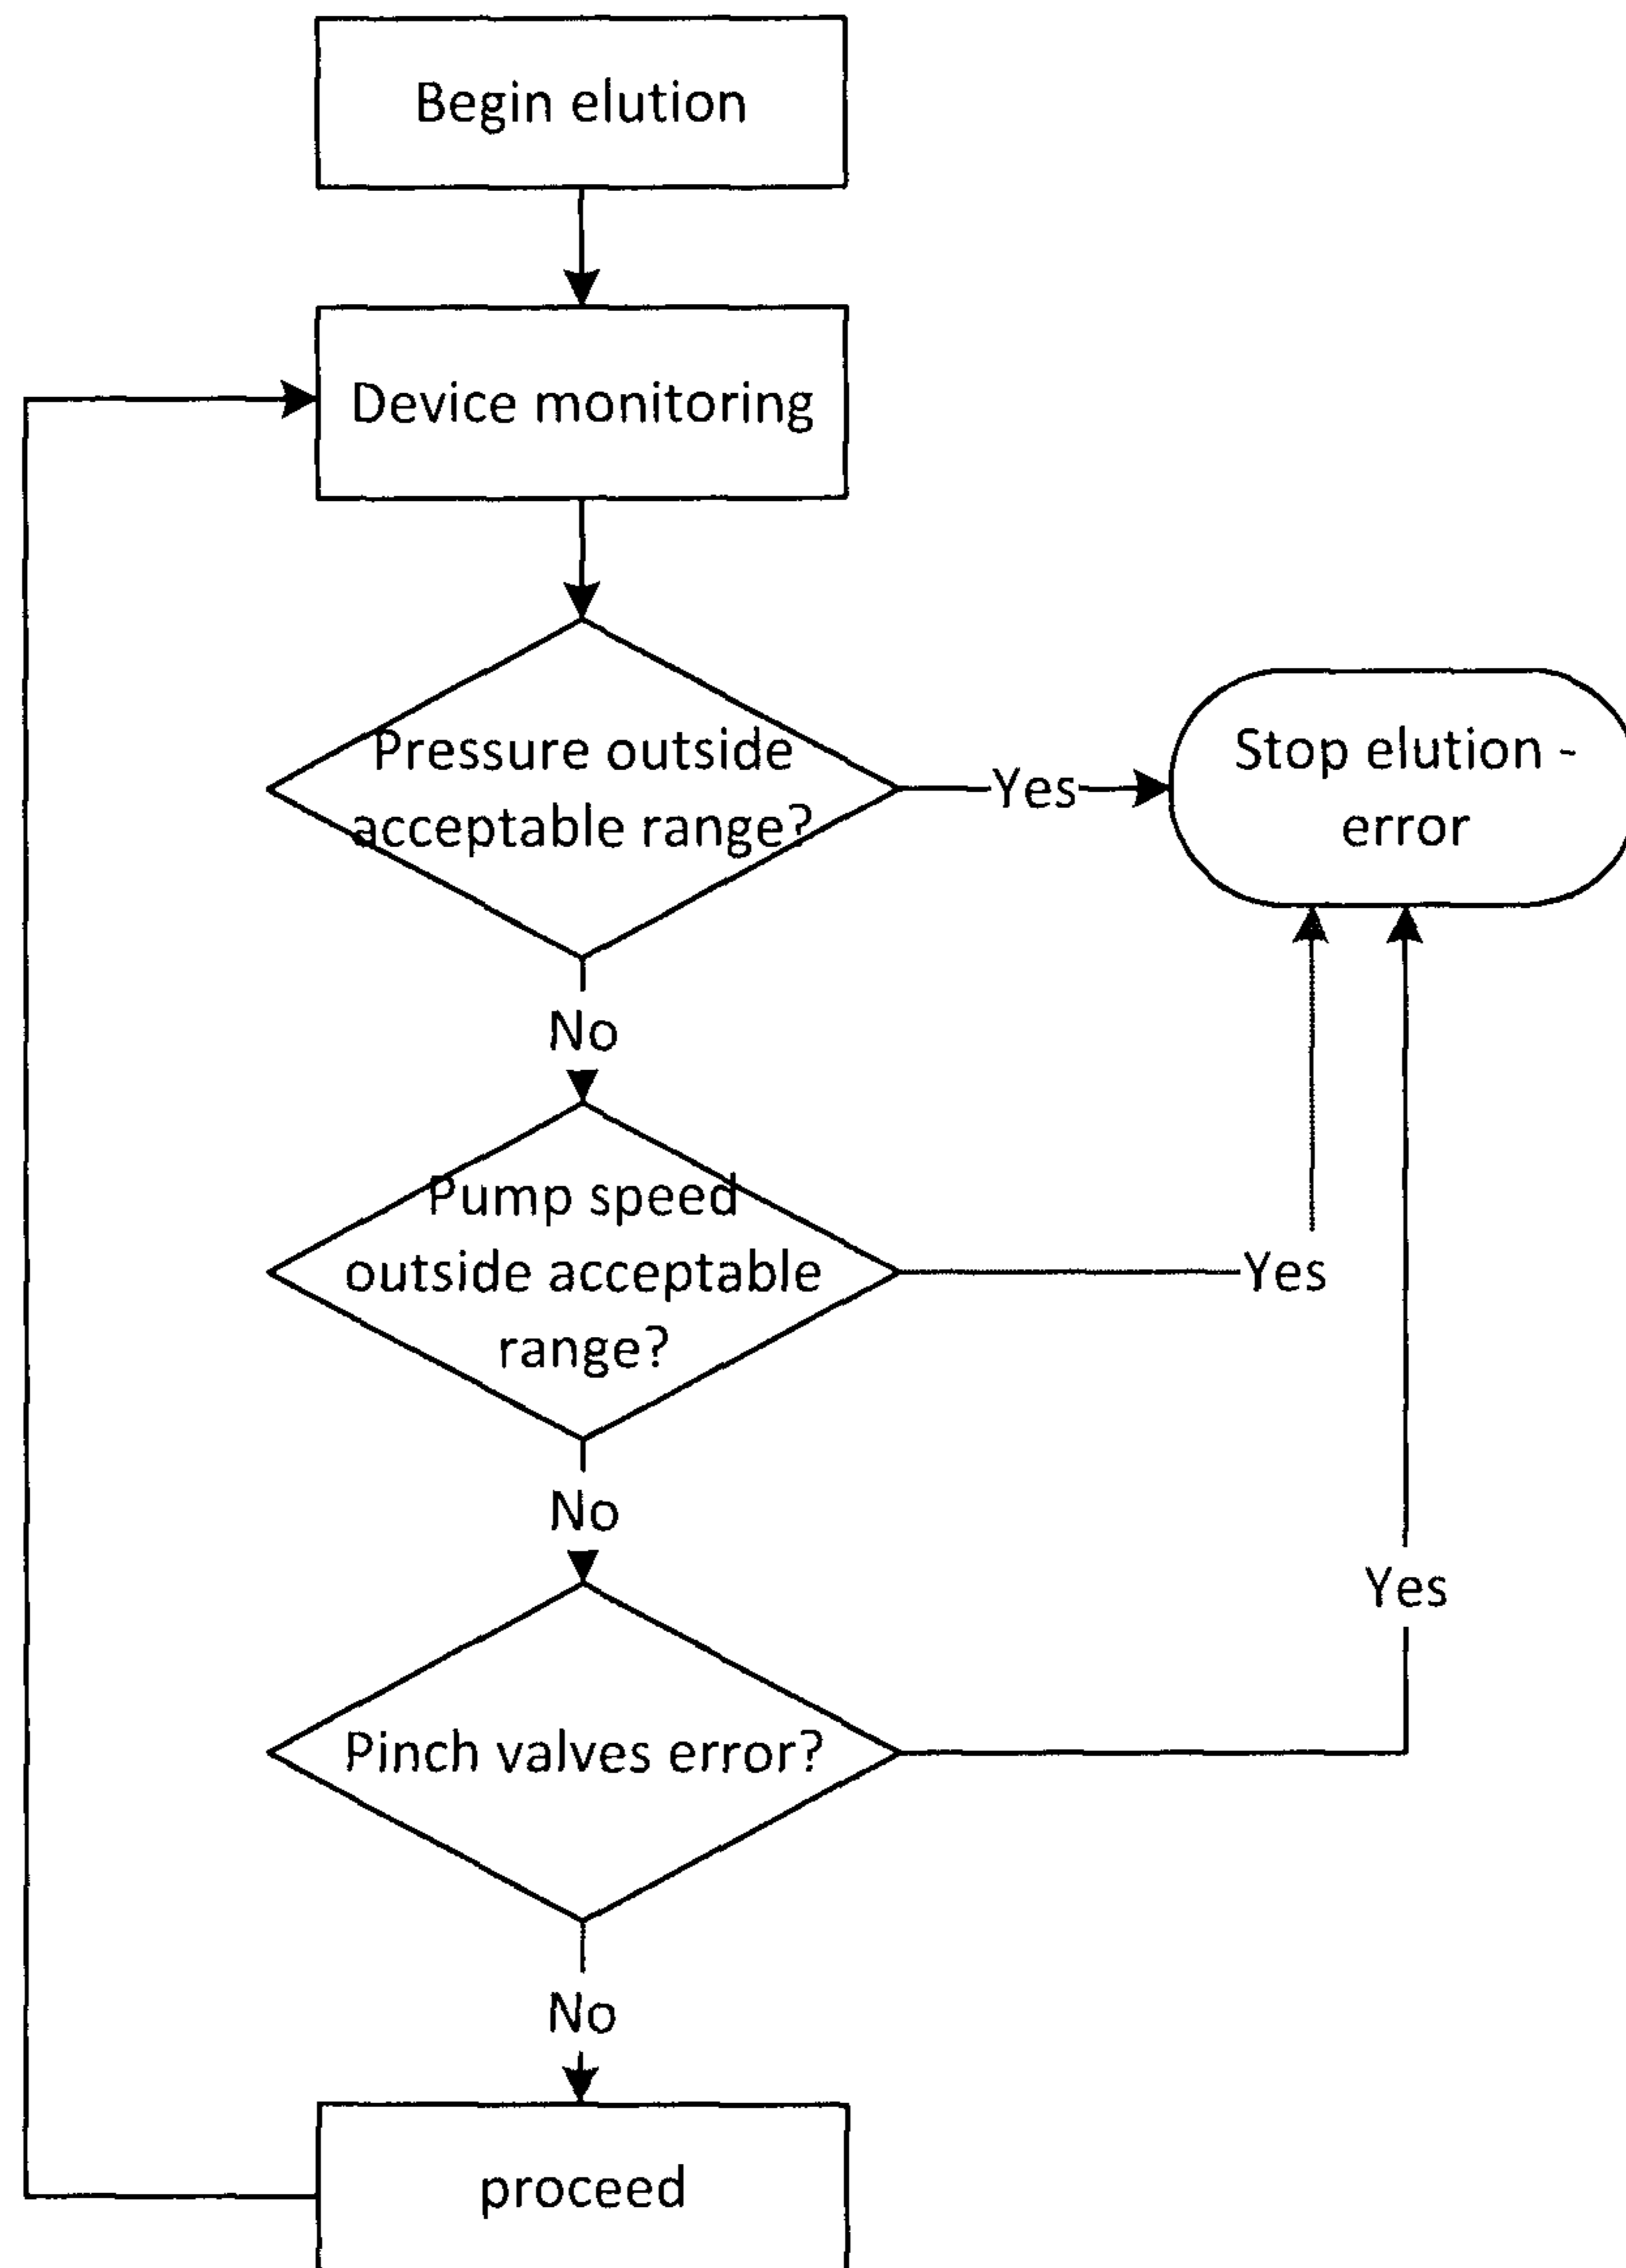 Begin elution
Device monitoring
Pressure outside
acceptable range?
Yes
Stop elution -
error
No
Pump speed
outside acceptable
range?
Yes
No
Yes
Pinch valves error?
No
proceed